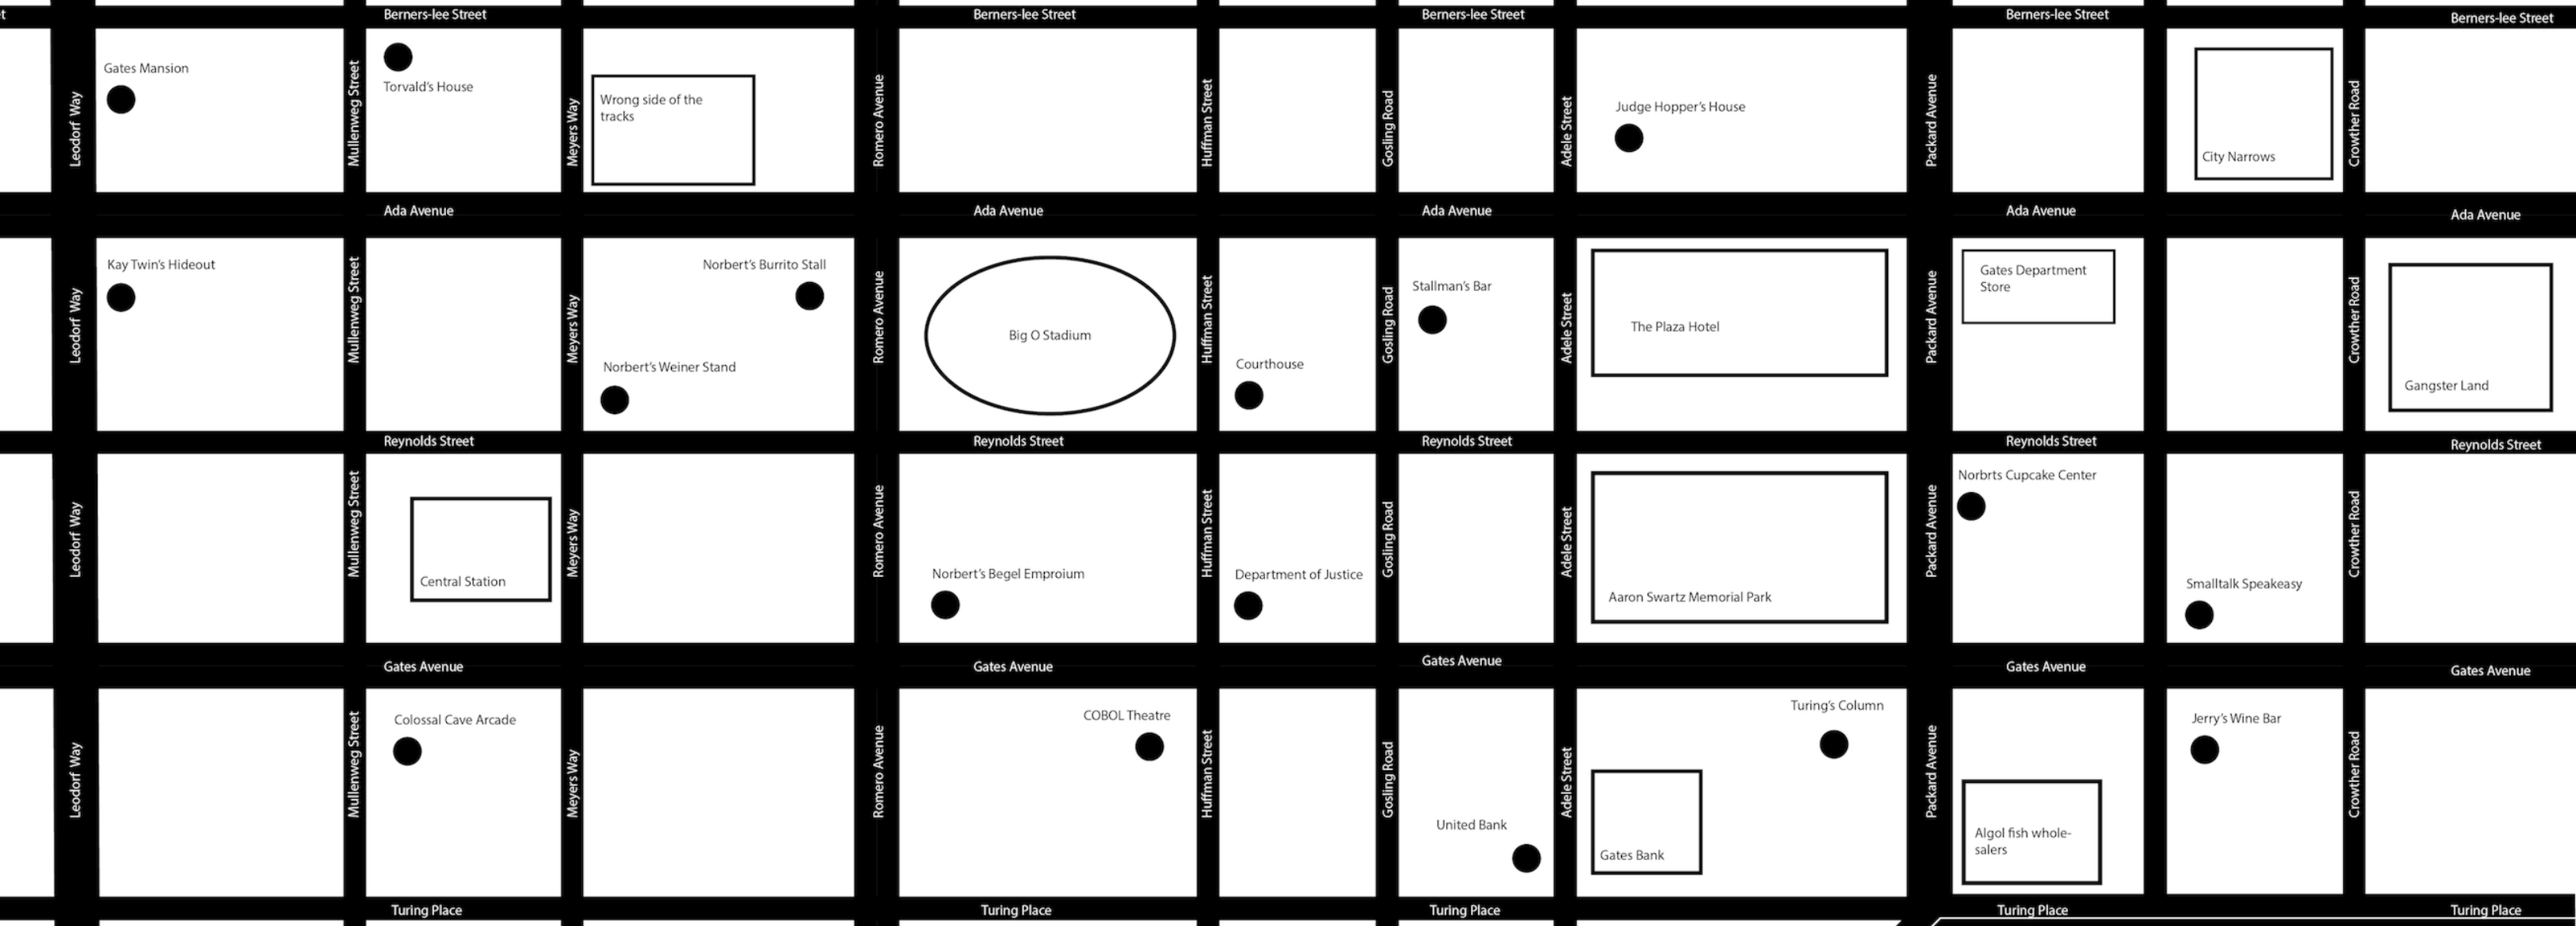 t
Berners-lee Street
Berners-lee Street
Berners-lee Street
Berners-lee Street
Berners-lee Street
Leodorf Way
Gates Mansion
Mullenweg Street
Torvald's House
Meyers Way
Wrong side of the
tracks
Romero Avenue
Huffman Street
Gosling Road
Adele Street
Judge Hopper's House
Packard Avenue
City Narrows
Crowther Road
Ada Avenue
Ada Avenue
Ada Avenue
Ada Avenue
Ada Avenue
Leodorf Way
Kay Twin's Hideout
Mullenweg Street
Meyers Way
Norbert's Burrito Stall
Norbert's Weiner Stand
Romero Avenue
Big O Stadium
Huffman Street
Courthouse
Gosling Road
Stallman's Bar
Adele Street
The Plaza Hotel
Packard Avenue
Gates Department
Store
Crowther Road
Gangster Land
Reynolds Street
Reynolds Street
Reynolds Street
Reynolds Street
Reynolds Street
Leodorf Way
Mullenweg Street
Central Station
Meyers Way
Romero Avenue
Norbert's Begel Emproium
Huffman Street
Department of Justice
Gosling Road
Adele Street
Aaron Swartz Memorial Park
Packard Avenue
Norbrts Cupcake Center
Smalltalk Speakeasy
Crowther Road
Gates Avenue
Gates Avenue
Gates Avenue
Gates Avenue
Gates Avenue
Leodorf Way
Mullenweg Street
Colossal Cave Arcade
Meyers Way
Romero Avenue
COBOL Theatre
Huffman Street
Gosling Road
United Bank
Adele Street
Turing's Column
Gates Bank
Packard Avenue
Algol fish whole-
salers
Jerry's Wine Bar
Crowther Road
Turing Place
Turing Place
Turing Place
Turing Place
Turing Place